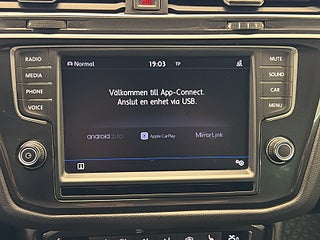 RADIO
MEDIA
PHONE
VOICE
Normal 19:03 TP
Välkommen till App-Connect.
Anslut en enhet via USB.
androidauto Apple CarPlay MirrorLink
MUTE
SOUND
CAR
MENU